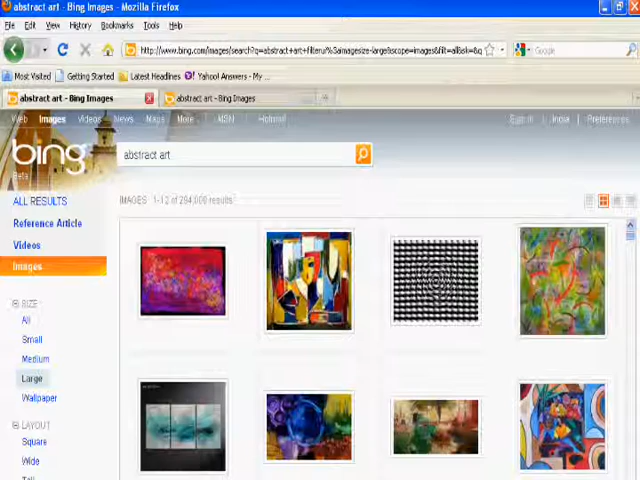 abstract art - Bing Images - Mozilla Firefox
File Edit View History Bookmarks Tools Help
http://www.bing.com/images/search?q=abstract+art+filterui%3imagesize-large&scope=images&filt=all&sk=&q
Google
Most Visited Getting Started Latest Headlines Yahoo! Answers - My ...
abstract art - Bing Images abstract art - Bing Images
Web Images Videos News Maps More MSN Hotmail
Sign in India Preferences
bing
Beta
abstract art
ALL RESULTS
IMAGES 1-12 of 294,000 results
Reference Article
Videos
Images
SIZE
All
Small
Medium
Large
Wallpaper
LAYOUT
Square
Wide
Tall